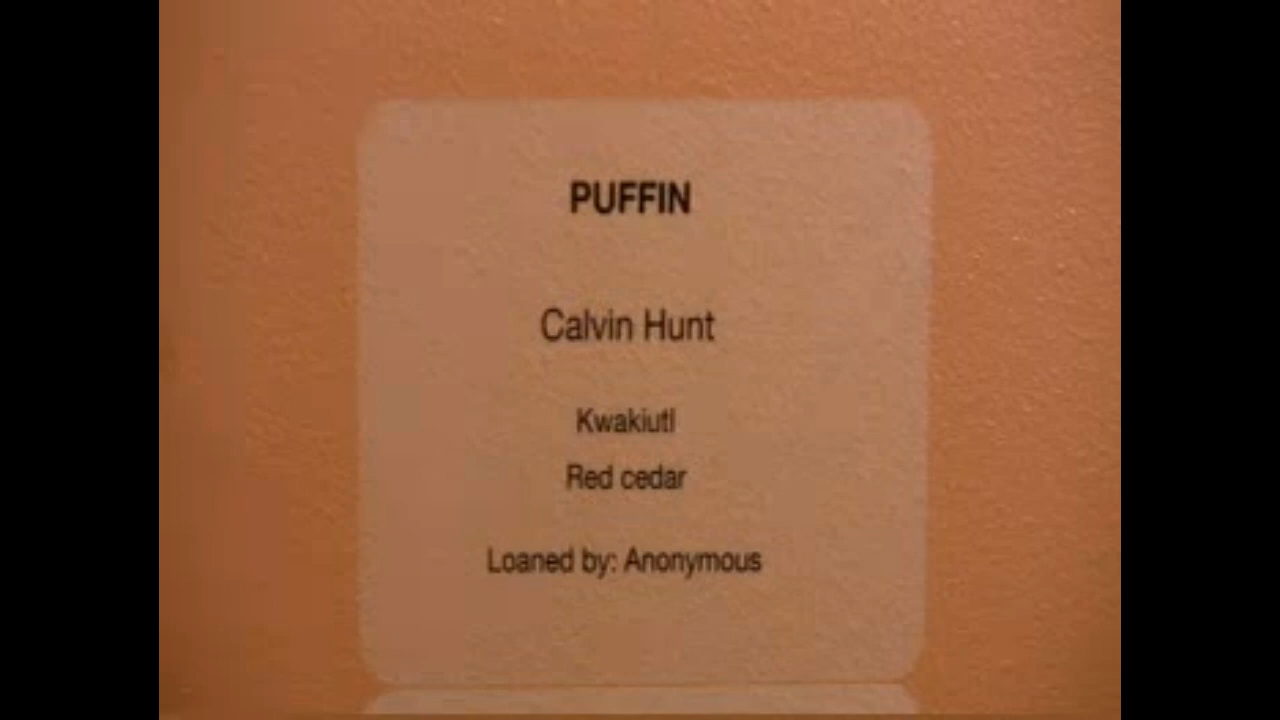 PUFFIN
Calvin Hunt
Kwakiutl
Red cedar
Loaned by: Anonymous